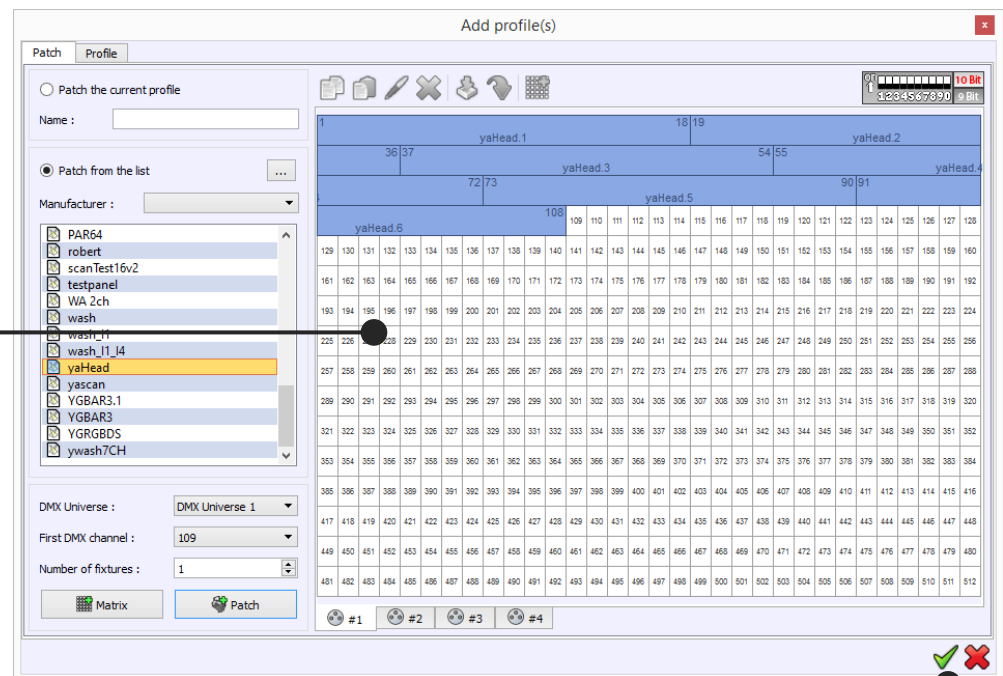 Add profile(s)
x
Patch Profile
Patch the current profile
Name :
Patch from the list
...
Manufacturer :
PAR64
robert
scanTest16v2
testpanel
WA 2ch
wash
wash_l1
wash_l1_l4
yaHead
yascan
YGBAR3.1
YGBAR3
YGRGBDS
ywash7CH
DMX Universe : DMX Universe 1
First DMX channel : 109
Number of fixtures : 1
Matrix Patch
1234567890
10 Bit
9 Bit
1 18 19
yaHead.1 yaHead.2
36 37 54 55
yaHead.3 yaHead.4
72 73 90 91
yaHead.5
108
yaHead.6
109 110 111 112 113 114 115 116 117 118 119 120 121 122 123 124 125 126 127 128
129 130 131 132 133 134 135 136 137 138 139 140 141 142 143 144 145 146 147 148 149 150 151 152 153 154 155 156 157 158 159 160
161 162 163 164 165 166 167 168 169 170 171 172 173 174 175 176 177 178 179 180 181 182 183 184 185 186 187 188 189 190 191 192
193 194 195 196 197 198 199 200 201 202 203 204 205 206 207 208 209 210 211 212 213 214 215 216 217 218 219 220 221 222 223 224
225 226 228 229 230 231 232 233 234 235 236 237 238 239 240 241 242 243 244 245 246 247 248 249 250 251 252 253 254 255 256
257 258 259 260 261 262 263 264 265 266 267 268 269 270 271 272 273 274 275 276 277 278 279 280 281 282 283 284 285 286 287 288
289 290 291 292 293 294 295 296 297 298 299 300 301 302 303 304 305 306 307 308 309 310 311 312 313 314 315 316 317 318 319 320
321 322 323 324 325 326 327 328 329 330 331 332 333 334 335 336 337 338 339 340 341 342 343 344 345 346 347 348 349 350 351 352
353 354 355 356 357 358 359 360 361 362 363 364 365 366 367 368 369 370 371 372 373 374 375 376 377 378 379 380 381 382 383 384
385 386 387 388 389 390 391 392 393 394 395 396 397 398 399 400 401 402 403 404 405 406 407 408 409 410 411 412 413 414 415 416
417 418 419 420 421 422 423 424 425 426 427 428 429 430 431 432 433 434 435 436 437 438 439 440 441 442 443 444 445 446 447 448
449 450 451 452 453 454 455 456 457 458 459 460 461 462 463 464 465 466 467 468 469 470 471 472 473 474 475 476 477 478 479 480
481 482 483 484 485 486 487 488 489 490 491 492 493 494 495 496 497 498 499 500 501 502 503 504 505 506 507 508 509 510 511 512
#1 #2 #3 #4